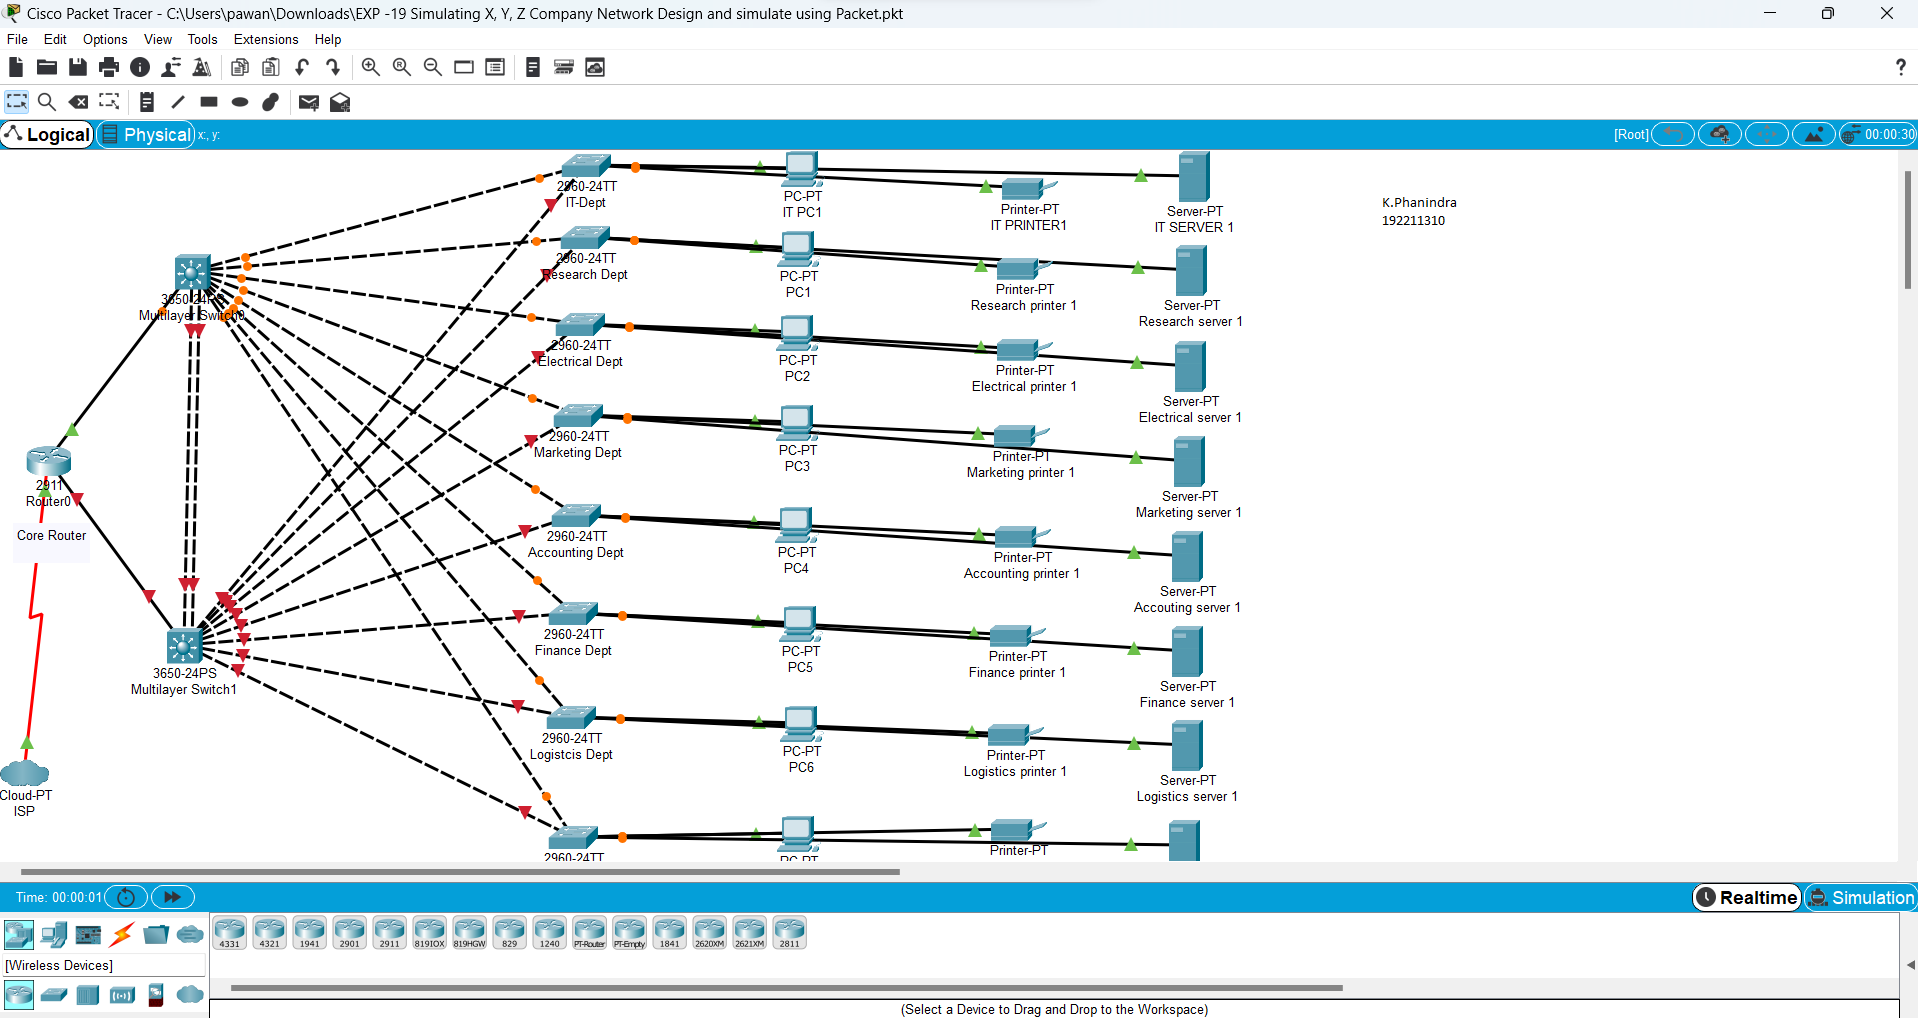 Cisco Packet Tracer - C:\Users\pawan\Downloads\EXP -19 Simulating X, Y, Z Company Network Design and simulate using Packet.pkt
File Edit Options View Tools Extensions Help
?
Logical Physical x:, y: [Root] 00:00:30
2960-24TT
IT-Dept
PC-PT
IT PC1
Printer-PT
IT PRINTER1
Server-PT
IT SERVER 1
K.Phanindra
192211310
2960-24TT
Research Dept
PC-PT
PC1
Printer-PT
Research printer 1
Server-PT
Research server 1
3650-24PS
Multilayer Switch0
2960-24TT
Electrical Dept
PC-PT
PC2
Printer-PT
Electrical printer 1
Server-PT
Electrical server 1
2960-24TT
Marketing Dept
PC-PT
PC3
Printer-PT
Marketing printer 1
Server-PT
Marketing server 1
2911
Router0
Core Router
2960-24TT
Accounting Dept
PC-PT
PC4
Printer-PT
Accounting printer 1
Server-PT
Accouting server 1
2960-24TT
Finance Dept
PC-PT
PC5
Printer-PT
Finance printer 1
Server-PT
Finance server 1
3650-24PS
Multilayer Switch1
2960-24TT
Logistcis Dept
PC-PT
PC6
Printer-PT
Logistics printer 1
Server-PT
Logistics server 1
Cloud-PT
ISP
2960-24TT
PC-PT
Printer-PT
Time: 00:00:01 Realtime Simulation
4331 4321 1941 2901 2911 819IOX 819HGW 829 1240 PT-Router PT-Empty 1841 2620XM 2621XM 2811
[Wireless Devices]
(Select a Device to Drag and Drop to the Workspace)